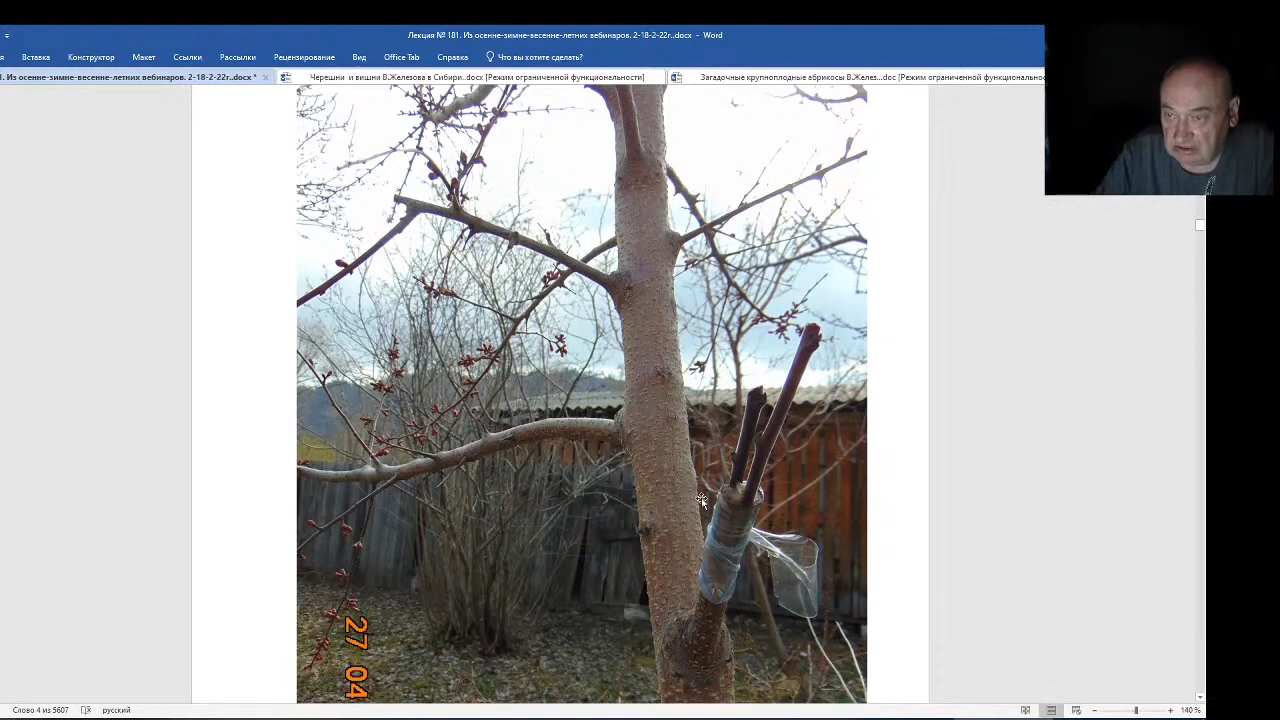 Лекция № 181. Из осенне-зимне-весенне-летних вебинаров. 2-18-2-22г..docx - Word
Вставка Конструктор Макет Ссылки Рассылки Рецензирование Вид Office Tab Справка Что вы хотите сделать?
1. Из осенне-зимне-весенне-летних вебинаров. 2-18-2-22г..docx * Черешни и вишни В.Железова в Сибири..docx [Режим ограниченной функциональности] Загадочные крупноплодные абрикосы В.Желез...doc [Режим ограниченной функциональнос
27 04
Слово 4 из 5607 русский 140 %